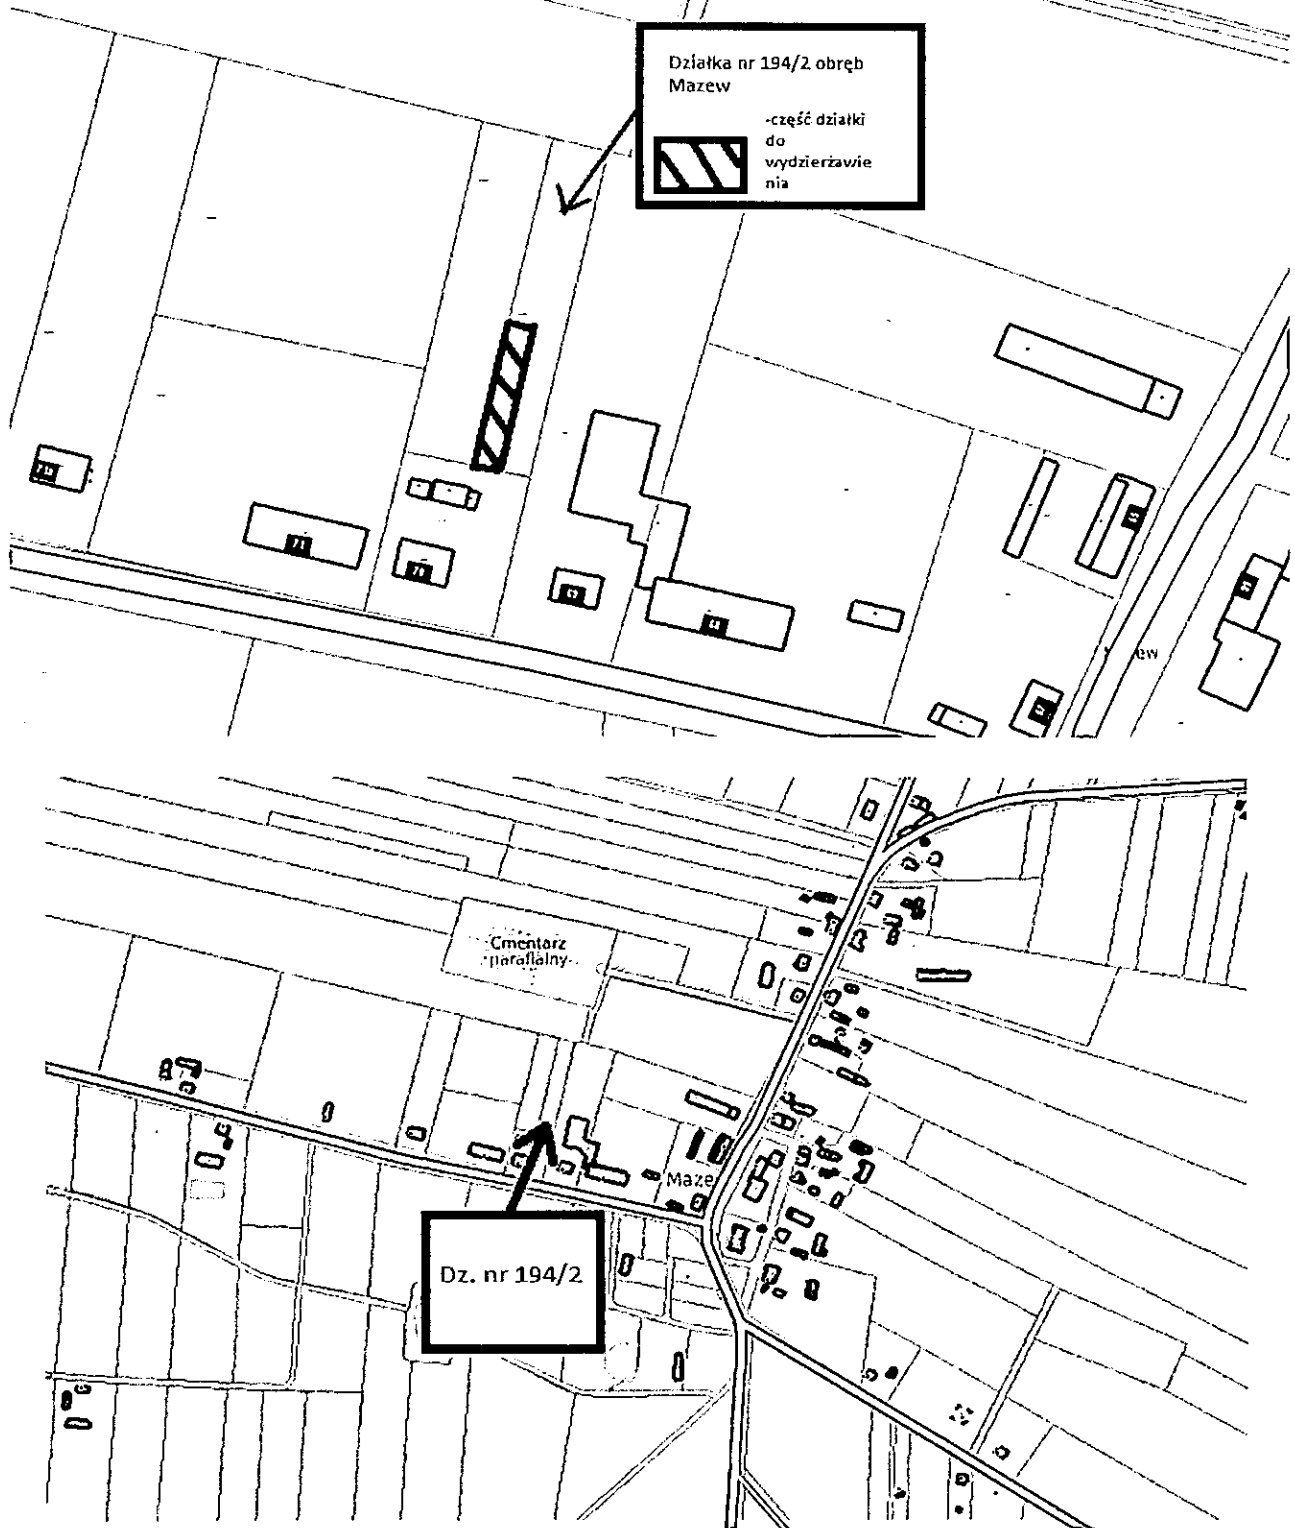 Działka nr 194/2 obręb
Mazew
-część działki
do
wydzierżawie
nia
ew
Cmentarz
parafialny
Maze
Dz. nr 194/2